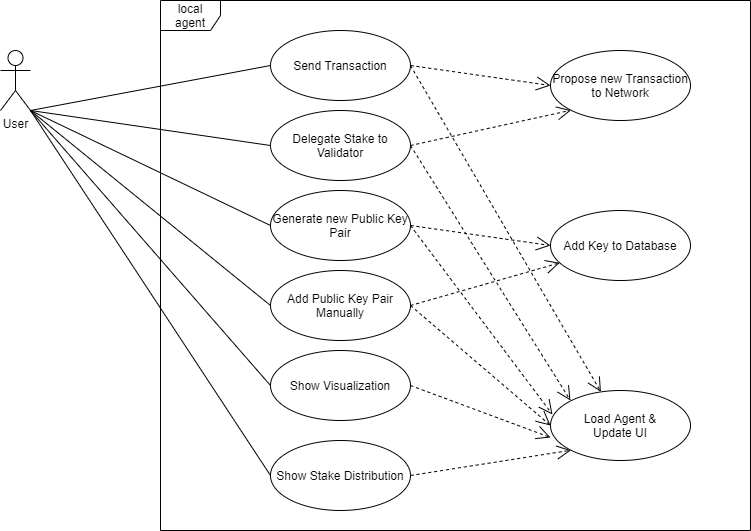 local
agent
User
Send Transaction
Propose new Transaction
to Network
Delegate Stake to
Validator
Generate new Public Key
Pair
Add Key to Database
Add Public Key Pair
Manually
Show Visualization
Load Agent &
Update UI
Show Stake Distribution